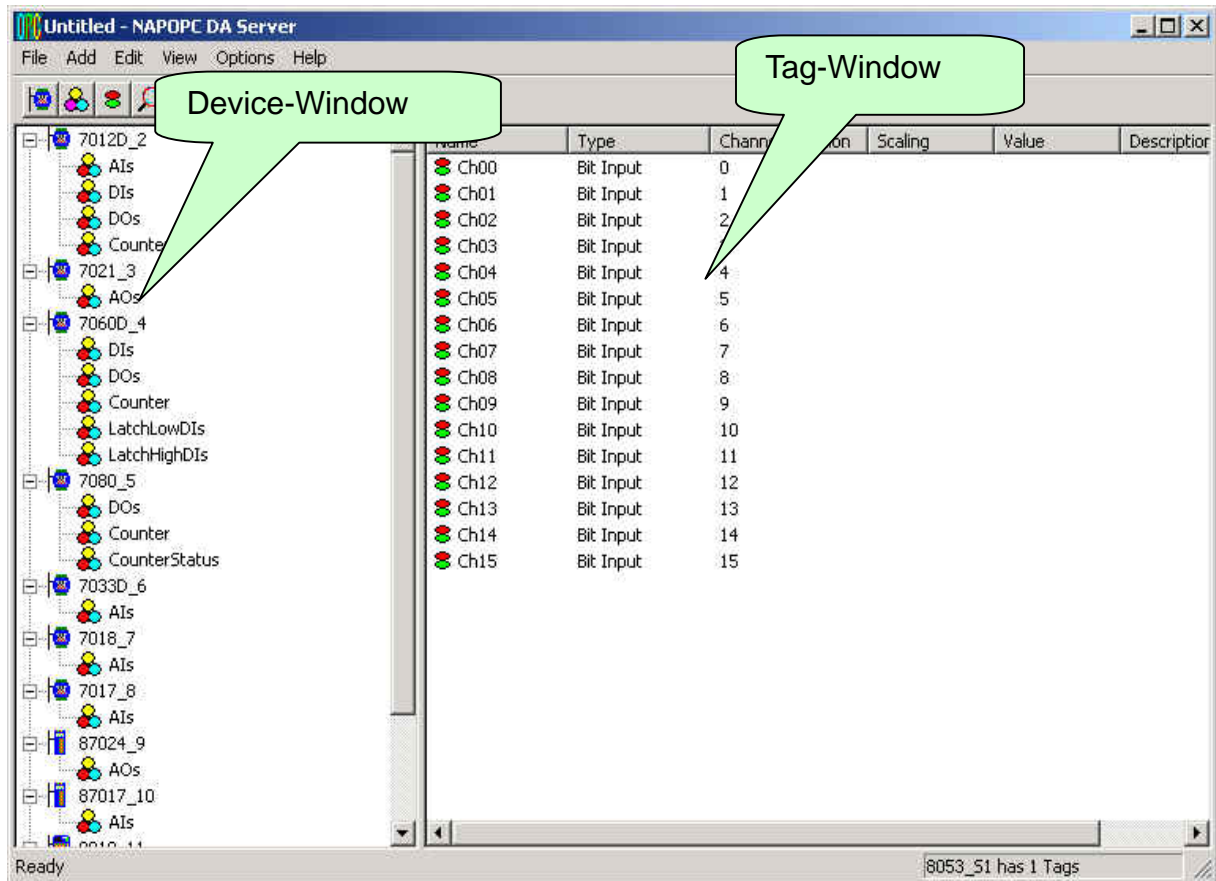 Untitled - NAPOPC DA Server
File Add Edit View Options Help
Device-Window
Tag-Window
7012D_2
AIs
DIs
DOs
7021_3
AOs
7060D_4
DIs
DOs
Counter
LatchLowDIs
LatchHighDIs
7080_5
DOs
Counter
CounterStatus
7033D_6
AIs
7018_7
AIs
7017_8
AIs
87024_9
AOs
87017_10
AIs
Type Scaling Value
Ch00 Bit Input 0
Ch01 Bit Input 1
Ch02 Bit Input 2
Ch03 Bit Input
Ch04 Bit Input 4
Ch05 Bit Input 5
Ch06 Bit Input 6
Ch07 Bit Input 7
Ch08 Bit Input 8
Ch09 Bit Input 9
Ch10 Bit Input 10
Ch11 Bit Input 11
Ch12 Bit Input 12
Ch13 Bit Input 13
Ch14 Bit Input 14
Ch15 Bit Input 15
Ready
8053_51 has 1 Tags